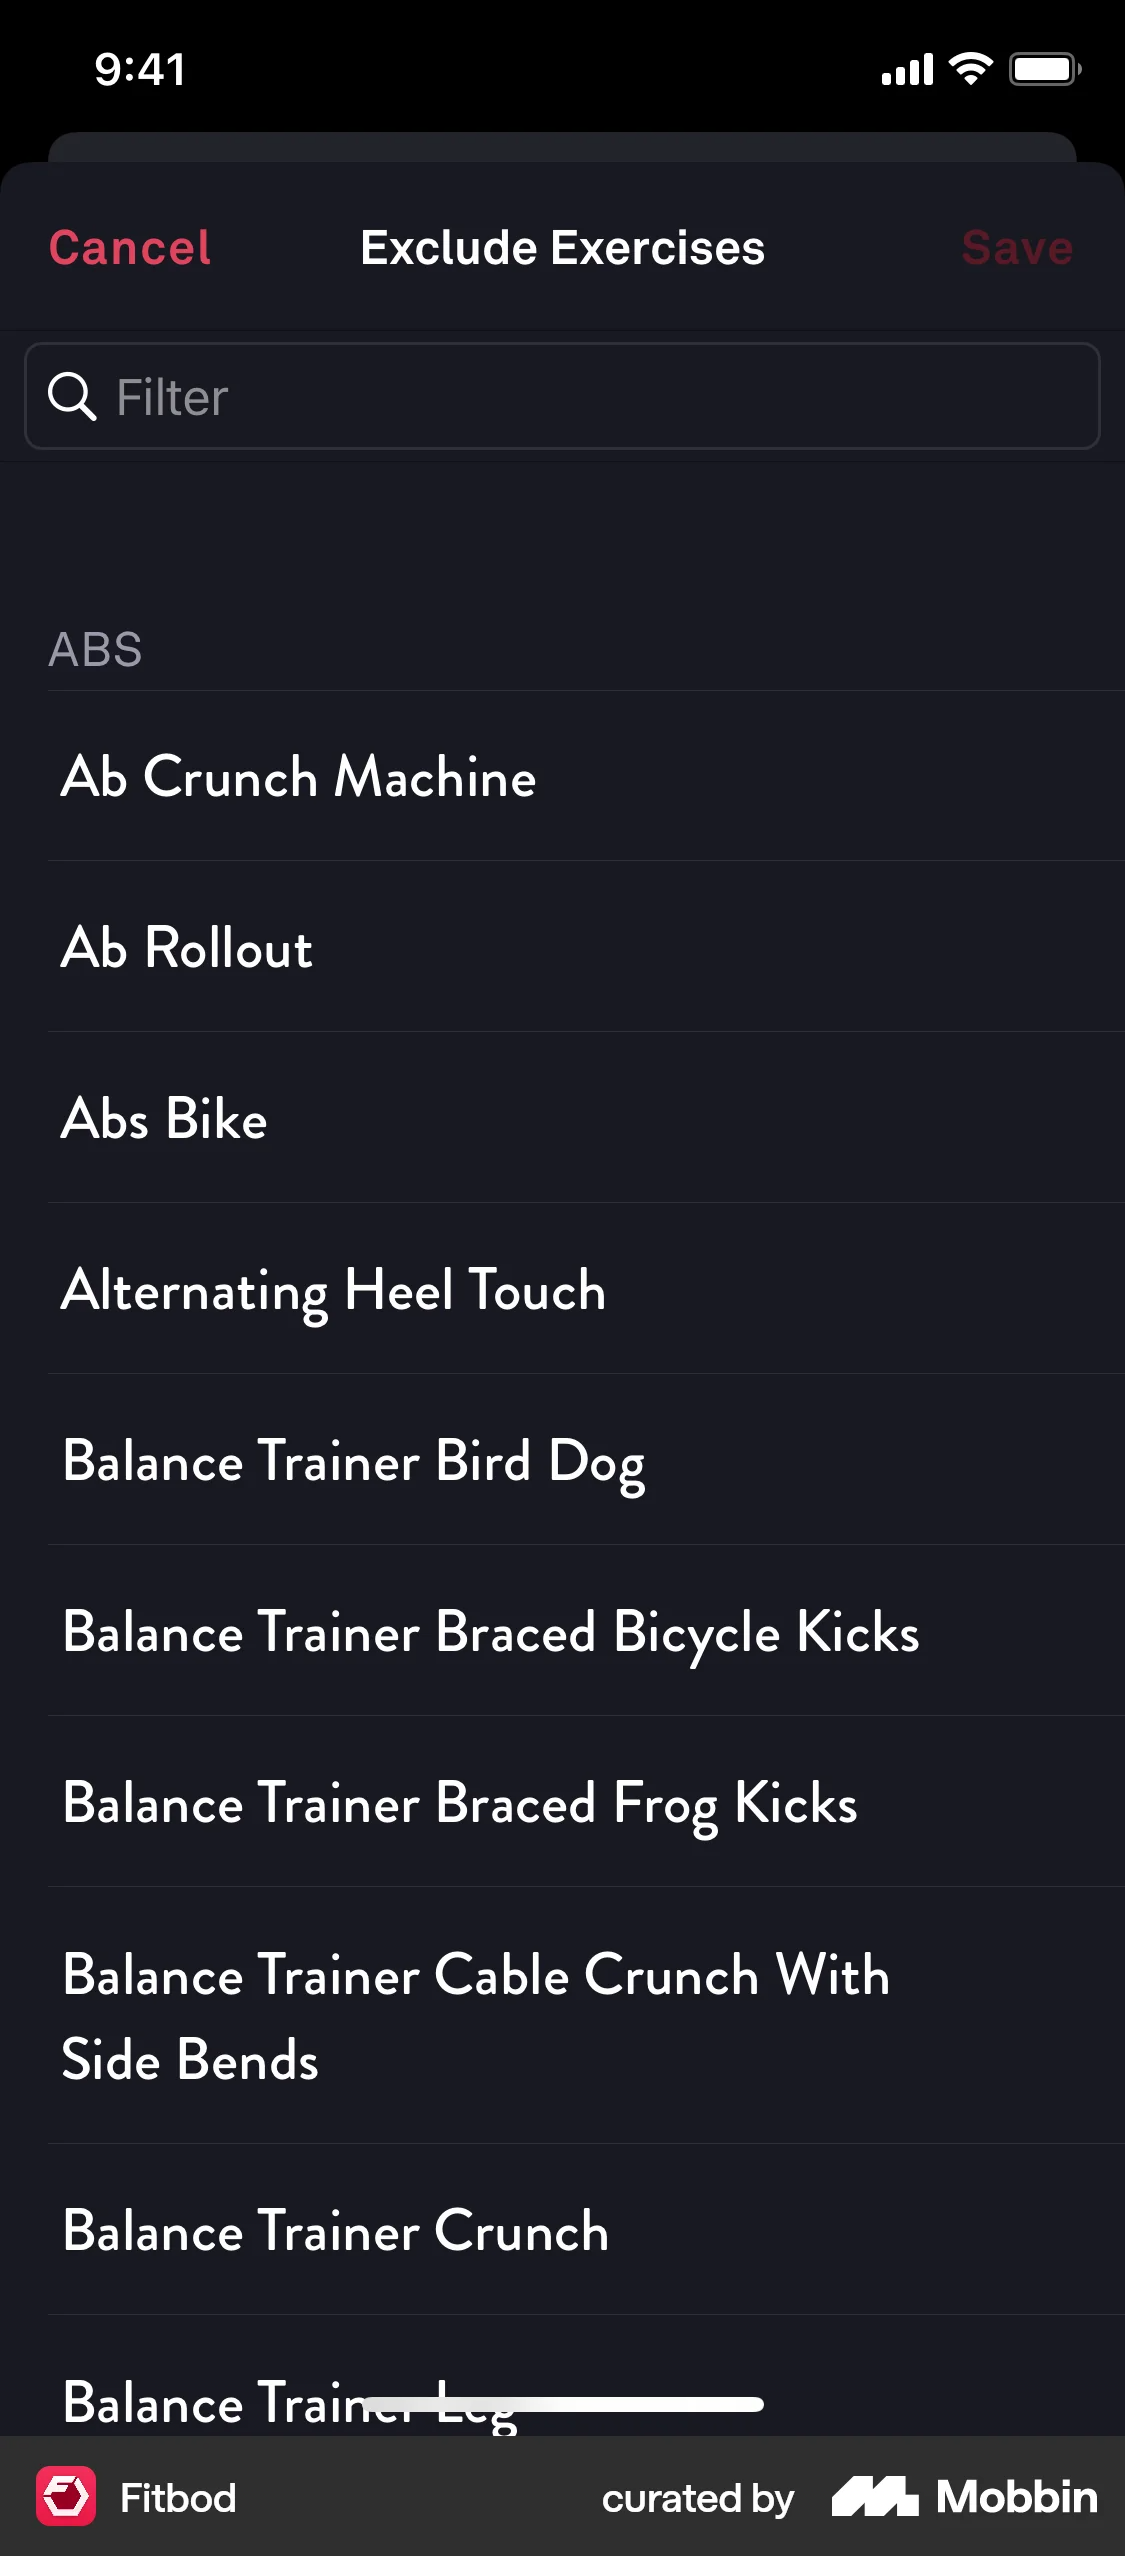 9:41
Cancel Exclude Exercises Save
Filter
ABS
Ab Crunch Machine
Ab Rollout
Abs Bike
Alternating Heel Touch
Balance Trainer Bird Dog
Balance Trainer Braced Bicycle Kicks
Balance Trainer Braced Frog Kicks
Balance Trainer Cable Crunch With
Side Bends
Balance Trainer Crunch
Balance Trainer Leg
Fitbod curated by Mobbin